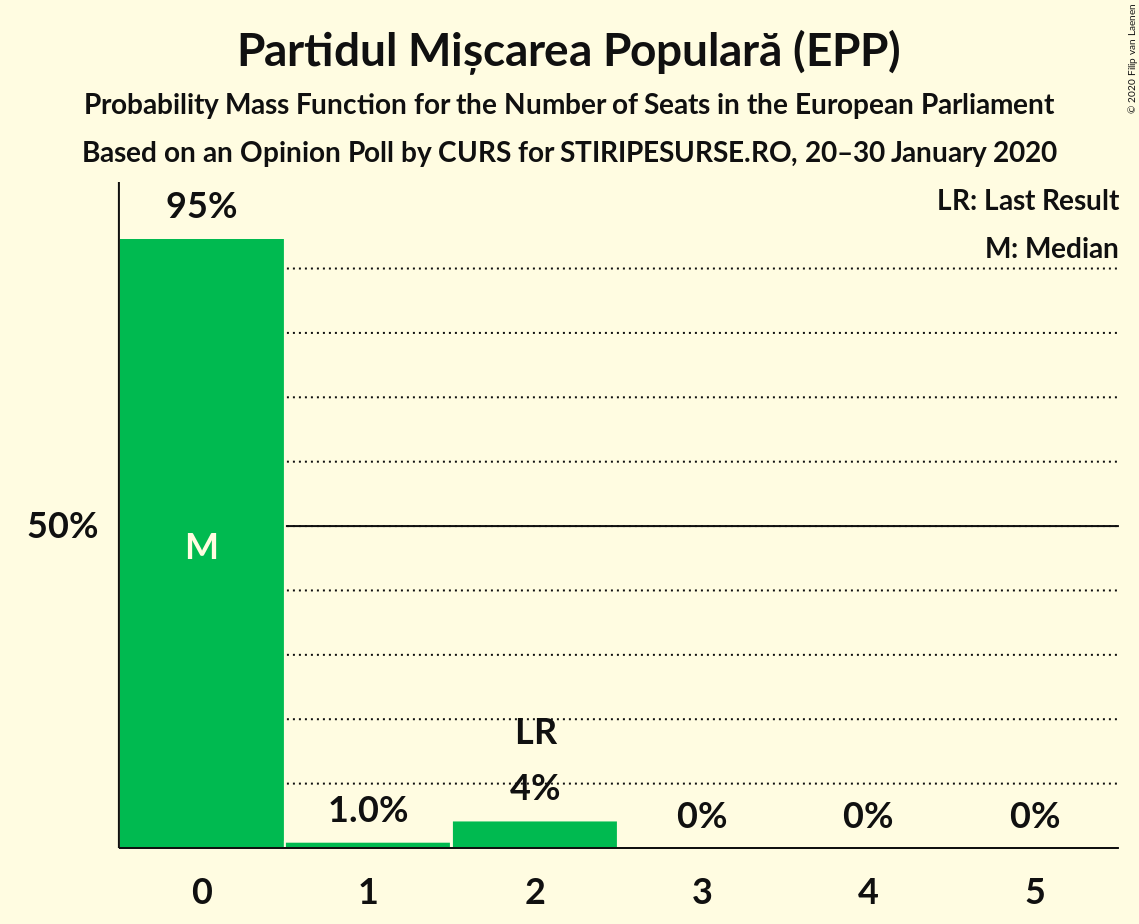 Partidul Mișcarea Populară (EPP)
Probability Mass Function for the Number of Seats in the European Parliament
Based on an Opinion Poll by CURS for STIRIPESURSE.RO, 20–30 January 2020
© 2020 Filip van Laenen
LR: Last Result
M: Median
95%
50%
M
LR
4%
1.0%
0%
0%
0%
0
1
2
3
4
5